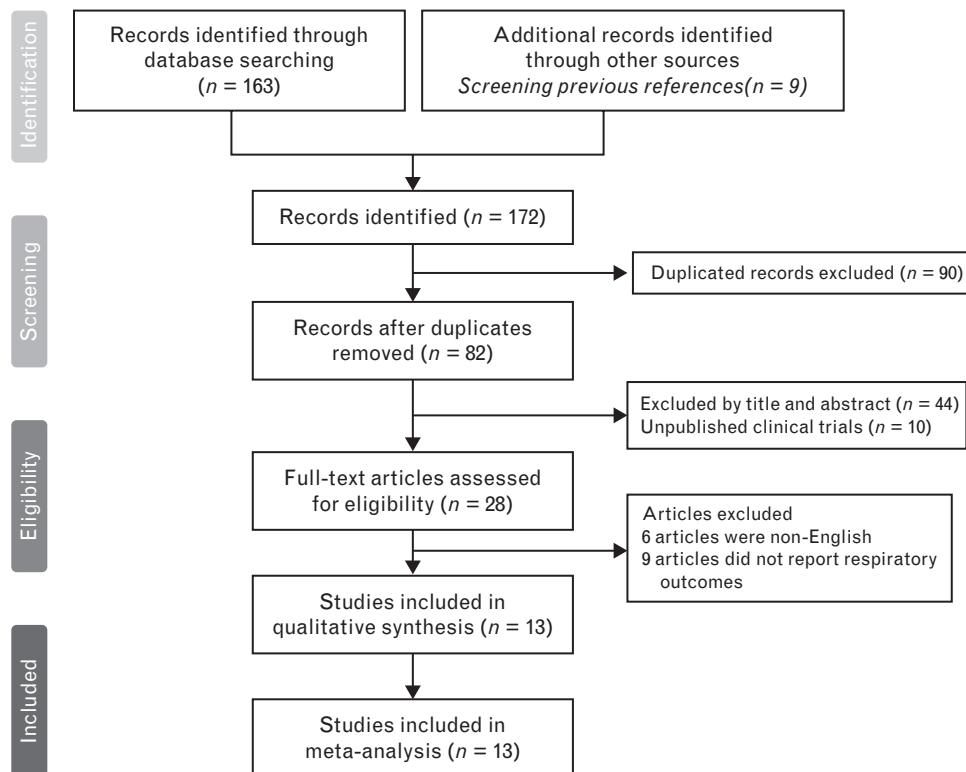 Identification
Records identified through
database searching
(n = 163)
Additional records identified
through other sources
Screening previous references(n = 9)
Screening
Records identified (n = 172)
Duplicated records excluded (n = 90)
Records after duplicates
removed (n = 82)
Excluded by title and abstract (n = 44)
Unpublished clinical trials (n = 10)
Eligibility
Full-text articles assessed
for eligibility (n = 28)
Articles excluded
6 articles were non-English
9 articles did not report respiratory
outcomes
Studies included in
qualitative synthesis (n = 13)
Included
Studies included in
meta-analysis (n = 13)